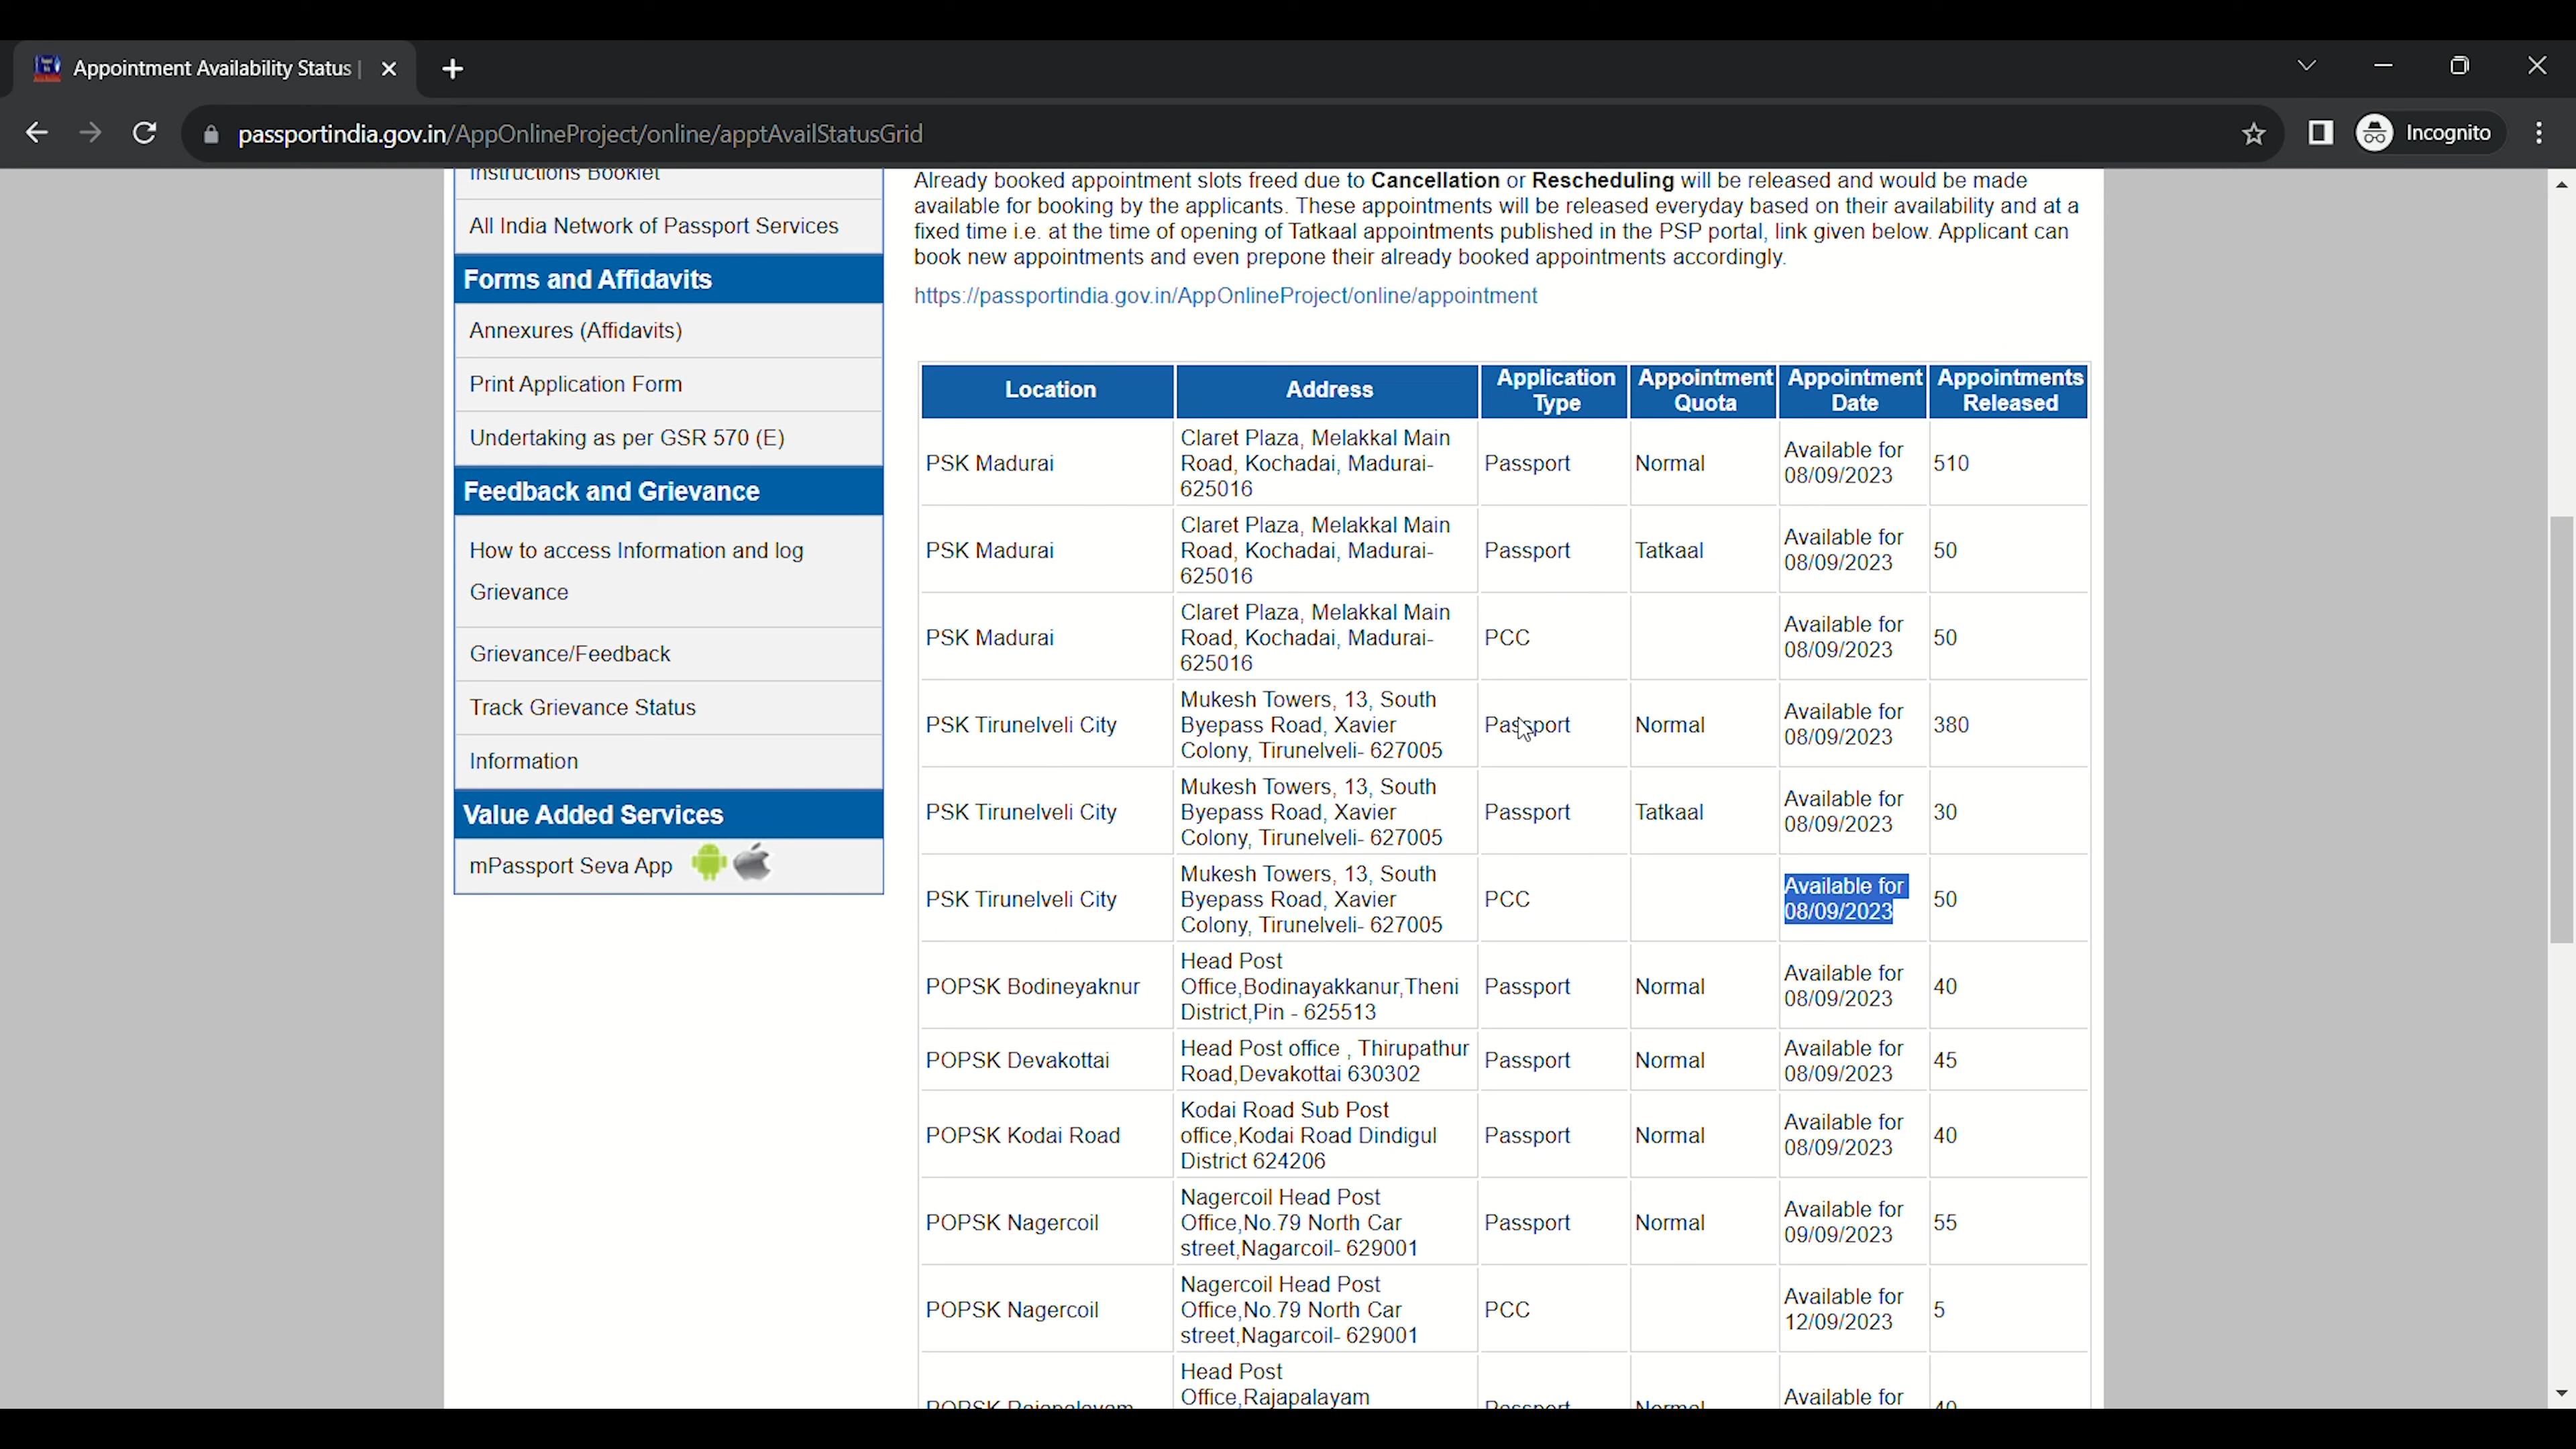 Appointment Availability Status |
passportindia.gov.in/AppOnlineProject/online/apptAvailStatusGrid
Incognito
Instructions Booklet
All India Network of Passport Services
Forms and Affidavits
Annexures (Affidavits)
Print Application Form
Undertaking as per GSR 570 (E)
Feedback and Grievance
How to access Information and log
Grievance
Grievance/Feedback
Track Grievance Status
Information
Value Added Services
mPassport Seva App
Already booked appointment slots freed due to Cancellation or Rescheduling will be released and would be made
available for booking by the applicants. These appointments will be released everyday based on their availability and at a
fixed time i.e. at the time of opening of Tatkaal appointments published in the PSP portal, link given below. Applicant can
book new appointments and even prepone their already booked appointments accordingly.
https://passportindia.gov.in/AppOnlineProject/online/appointment
Location
Address
Application
Type
Appointment
Quota
Appointment
Date
Appointments
Released
PSK Madurai
Claret Plaza, Melakkal Main
Road, Kochadai, Madurai-
625016
Passport
Normal
Available for
08/09/2023
510
PSK Madurai
Claret Plaza, Melakkal Main
Road, Kochadai, Madurai-
625016
Passport
Tatkaal
Available for
08/09/2023
50
PSK Madurai
Claret Plaza, Melakkal Main
Road, Kochadai, Madurai-
625016
PCC
Available for
08/09/2023
50
PSK Tirunelveli City
Mukesh Towers, 13, South
Byepass Road, Xavier
Colony, Tirunelveli- 627005
Passport
Normal
Available for
08/09/2023
380
PSK Tirunelveli City
Mukesh Towers, 13, South
Byepass Road, Xavier
Colony, Tirunelveli- 627005
Passport
Tatkaal
Available for
08/09/2023
30
PSK Tirunelveli City
Mukesh Towers, 13, South
Byepass Road, Xavier
Colony, Tirunelveli- 627005
PCC
Available for
08/09/2023
50
POPSK Bodineyaknur
Head Post
Office,Bodinayakkanur,Theni
District,Pin - 625513
Passport
Normal
Available for
08/09/2023
40
POPSK Devakottai
Head Post office , Thirupathur
Road,Devakottai 630302
Passport
Normal
Available for
08/09/2023
45
POPSK Kodai Road
Kodai Road Sub Post
office,Kodai Road Dindigul
District 624206
Passport
Normal
Available for
08/09/2023
40
POPSK Nagercoil
Nagercoil Head Post
Office,No.79 North Car
street,Nagarcoil- 629001
Passport
Normal
Available for
09/09/2023
55
POPSK Nagercoil
Nagercoil Head Post
Office,No.79 North Car
street,Nagarcoil- 629001
PCC
Available for
12/09/2023
5
POPSK Rajapalayam
Head Post
Office,Rajapalayam
Passport
Normal
Available for
40